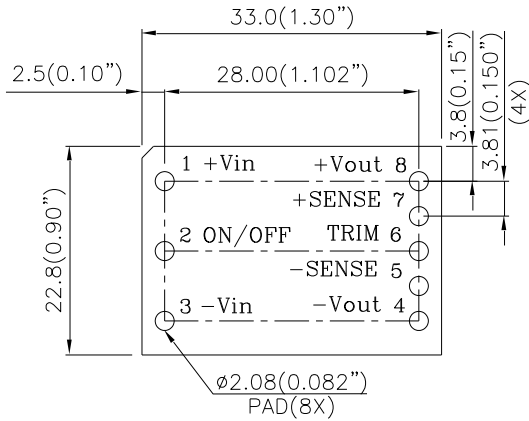 33.0(1.30”)
2.5(0.10”)
28.00(1.102”)
3.8(0.15”)
3.81(0.150”)
(4X)
22.8(0.90”)
1 +Vin
+Vout 8
+SENSE 7
2 ON/OFF
TRIM 6
−SENSE 5
3 −Vin
−Vout 4
ø2.08(0.082”)
PAD(8X)